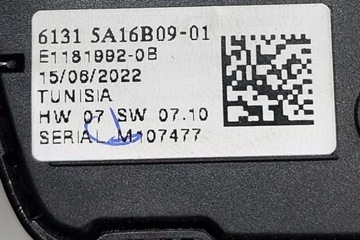 6131 5A16B09-01
E1181992-0B
15/06/2022
TUNISIA
HW 07 SW 07.10
SERIAL M107477